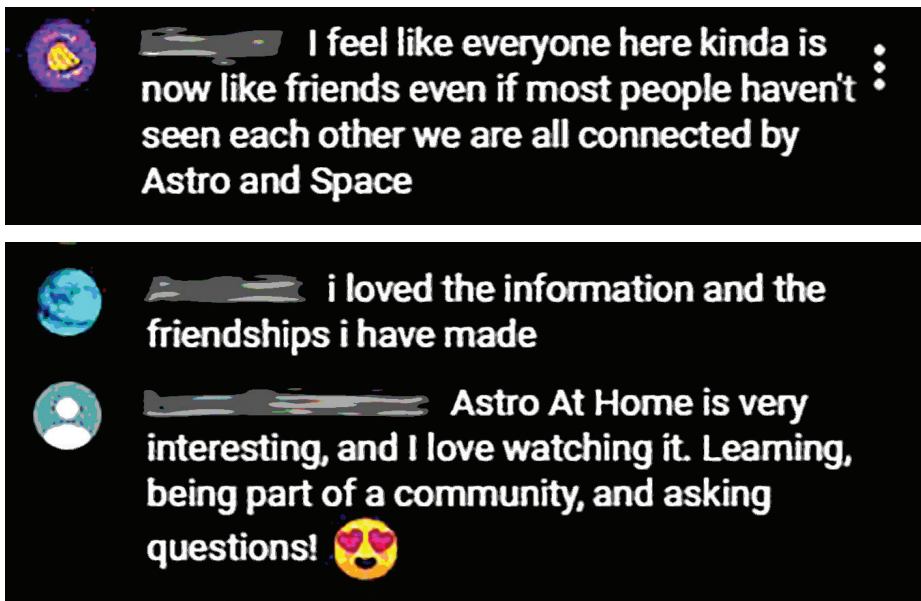 I feel like everyone here kinda is
now like friends even if most people haven't
seen each other we are all connected by
Astro and Space
i loved the information and the
friendships i have made
Astro At Home is very
interesting, and I love watching it. Learning,
being part of a community, and asking
questions! 😍